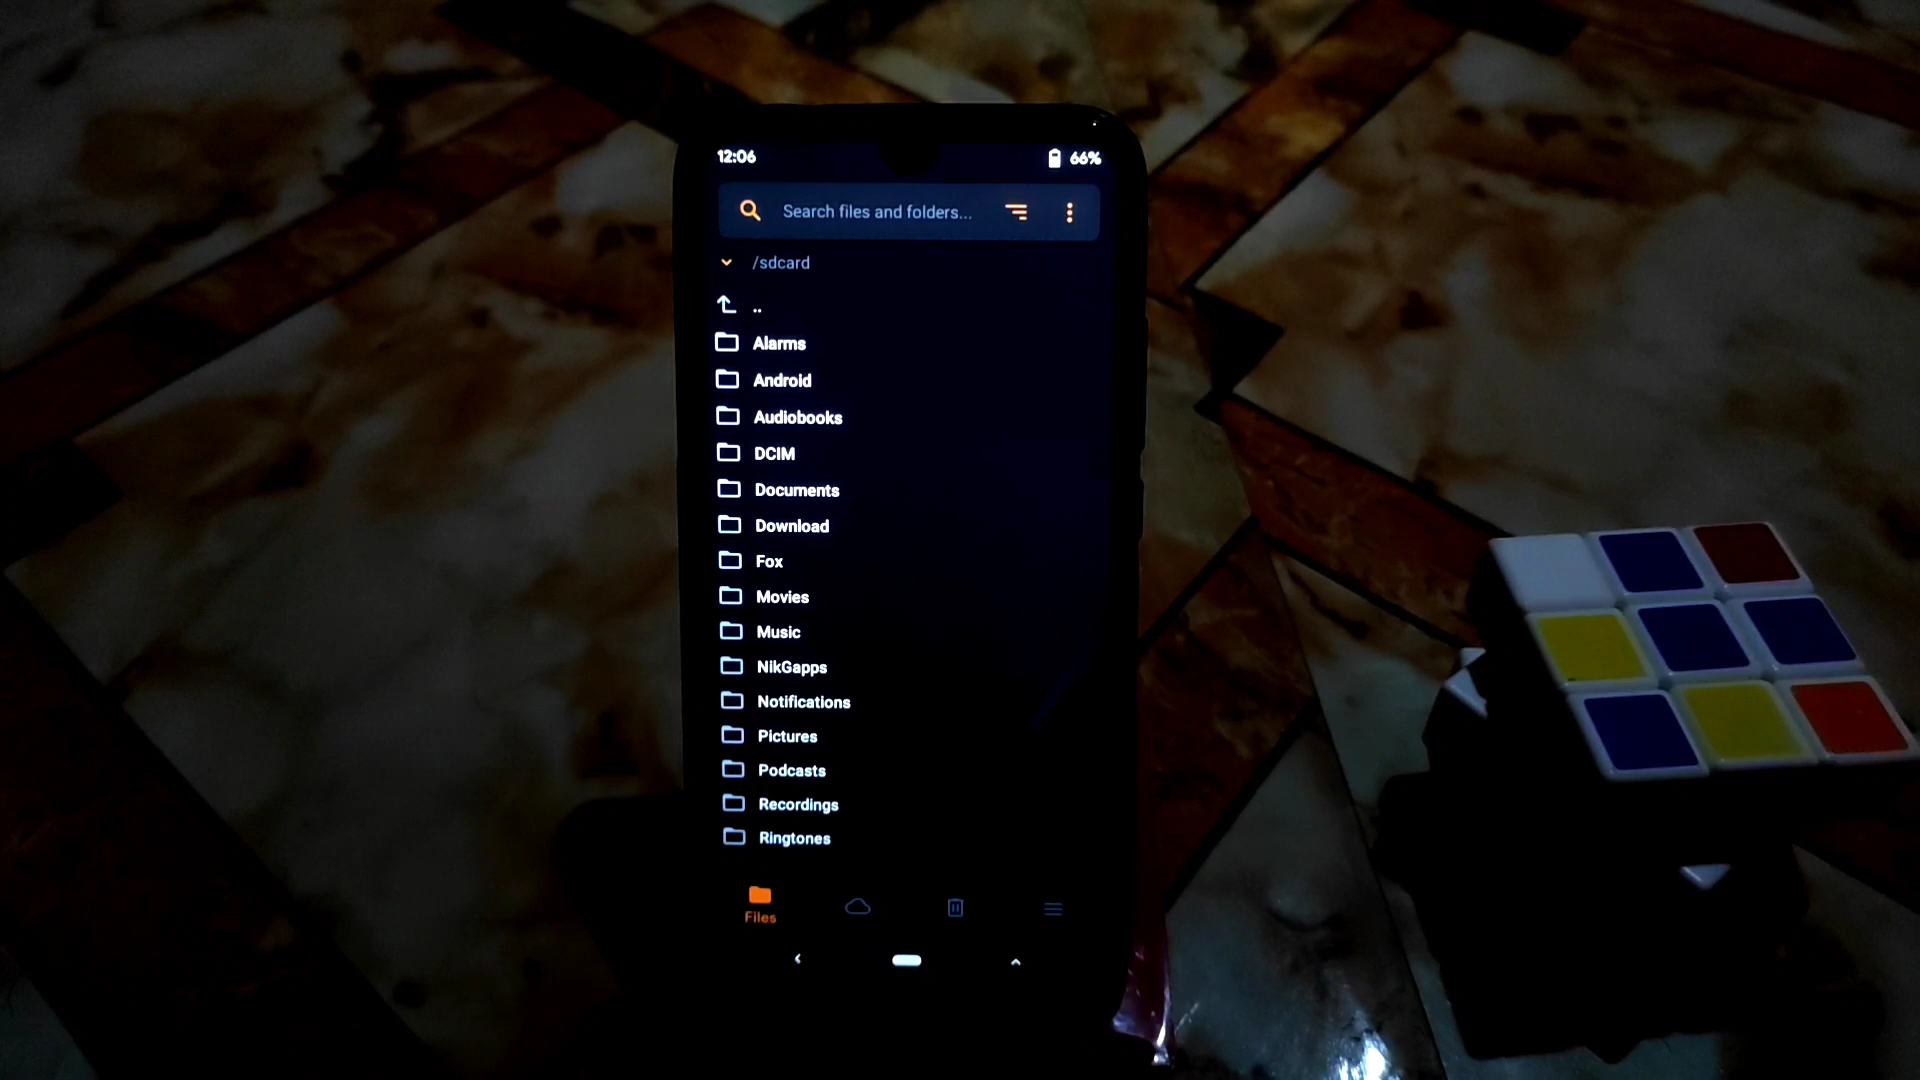 12:06 66%
Search files and folders...
/sdcard
..
Alarms
Android
Audiobooks
DCIM
Documents
Download
Fox
Movies
Music
NikGapps
Notifications
Pictures
Podcasts
Recordings
Ringtones
Files